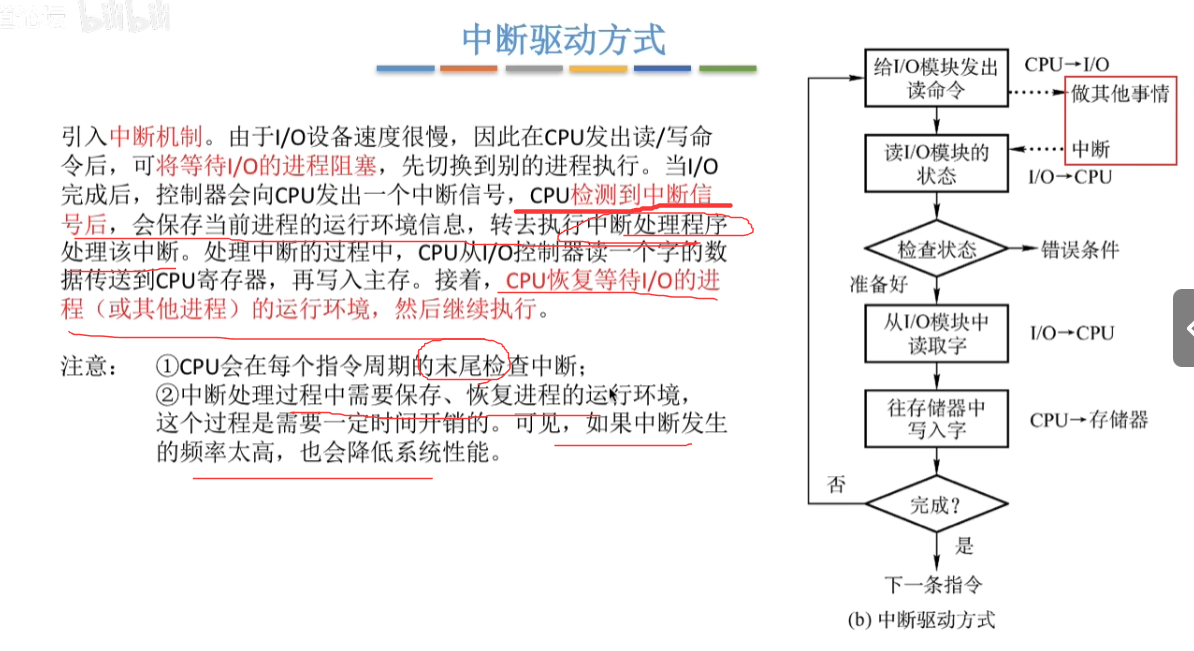 bilibili
中断驱动方式
引入中断机制。由于I/O设备速度很慢，因此在CPU发出读/写命
令后，可将等待I/O的进程阻塞，先切换到别的进程执行。当I/O
完成后，控制器会向CPU发出一个中断信号，CPU检测到中断信
号后，会保存当前进程的运行环境信息，转去执行中断处理程序
处理该中断。处理中断的过程中，CPU从I/O控制器读一个字的数
据传送到CPU寄存器，再写入主存。接着，CPU恢复等待I/O的进
程（或其他进程）的运行环境，然后继续执行。
注意：
①CPU会在每个指令周期的末尾检查中断；
②中断处理过程中需要保存、恢复进程的运行环境，
这个过程是需要一定时间开销的。可见，如果中断发生
的频率太高，也会降低系统性能。
给I/O模块发出
读命令
CPU→I/O
做其他事情
读I/O模块的
状态
中断
I/O→CPU
检查状态
错误条件
准备好
从I/O模块中
读取字
I/O→CPU
往存储器中
写入字
CPU→存储器
否
完成？
是
下一条指令
(b) 中断驱动方式